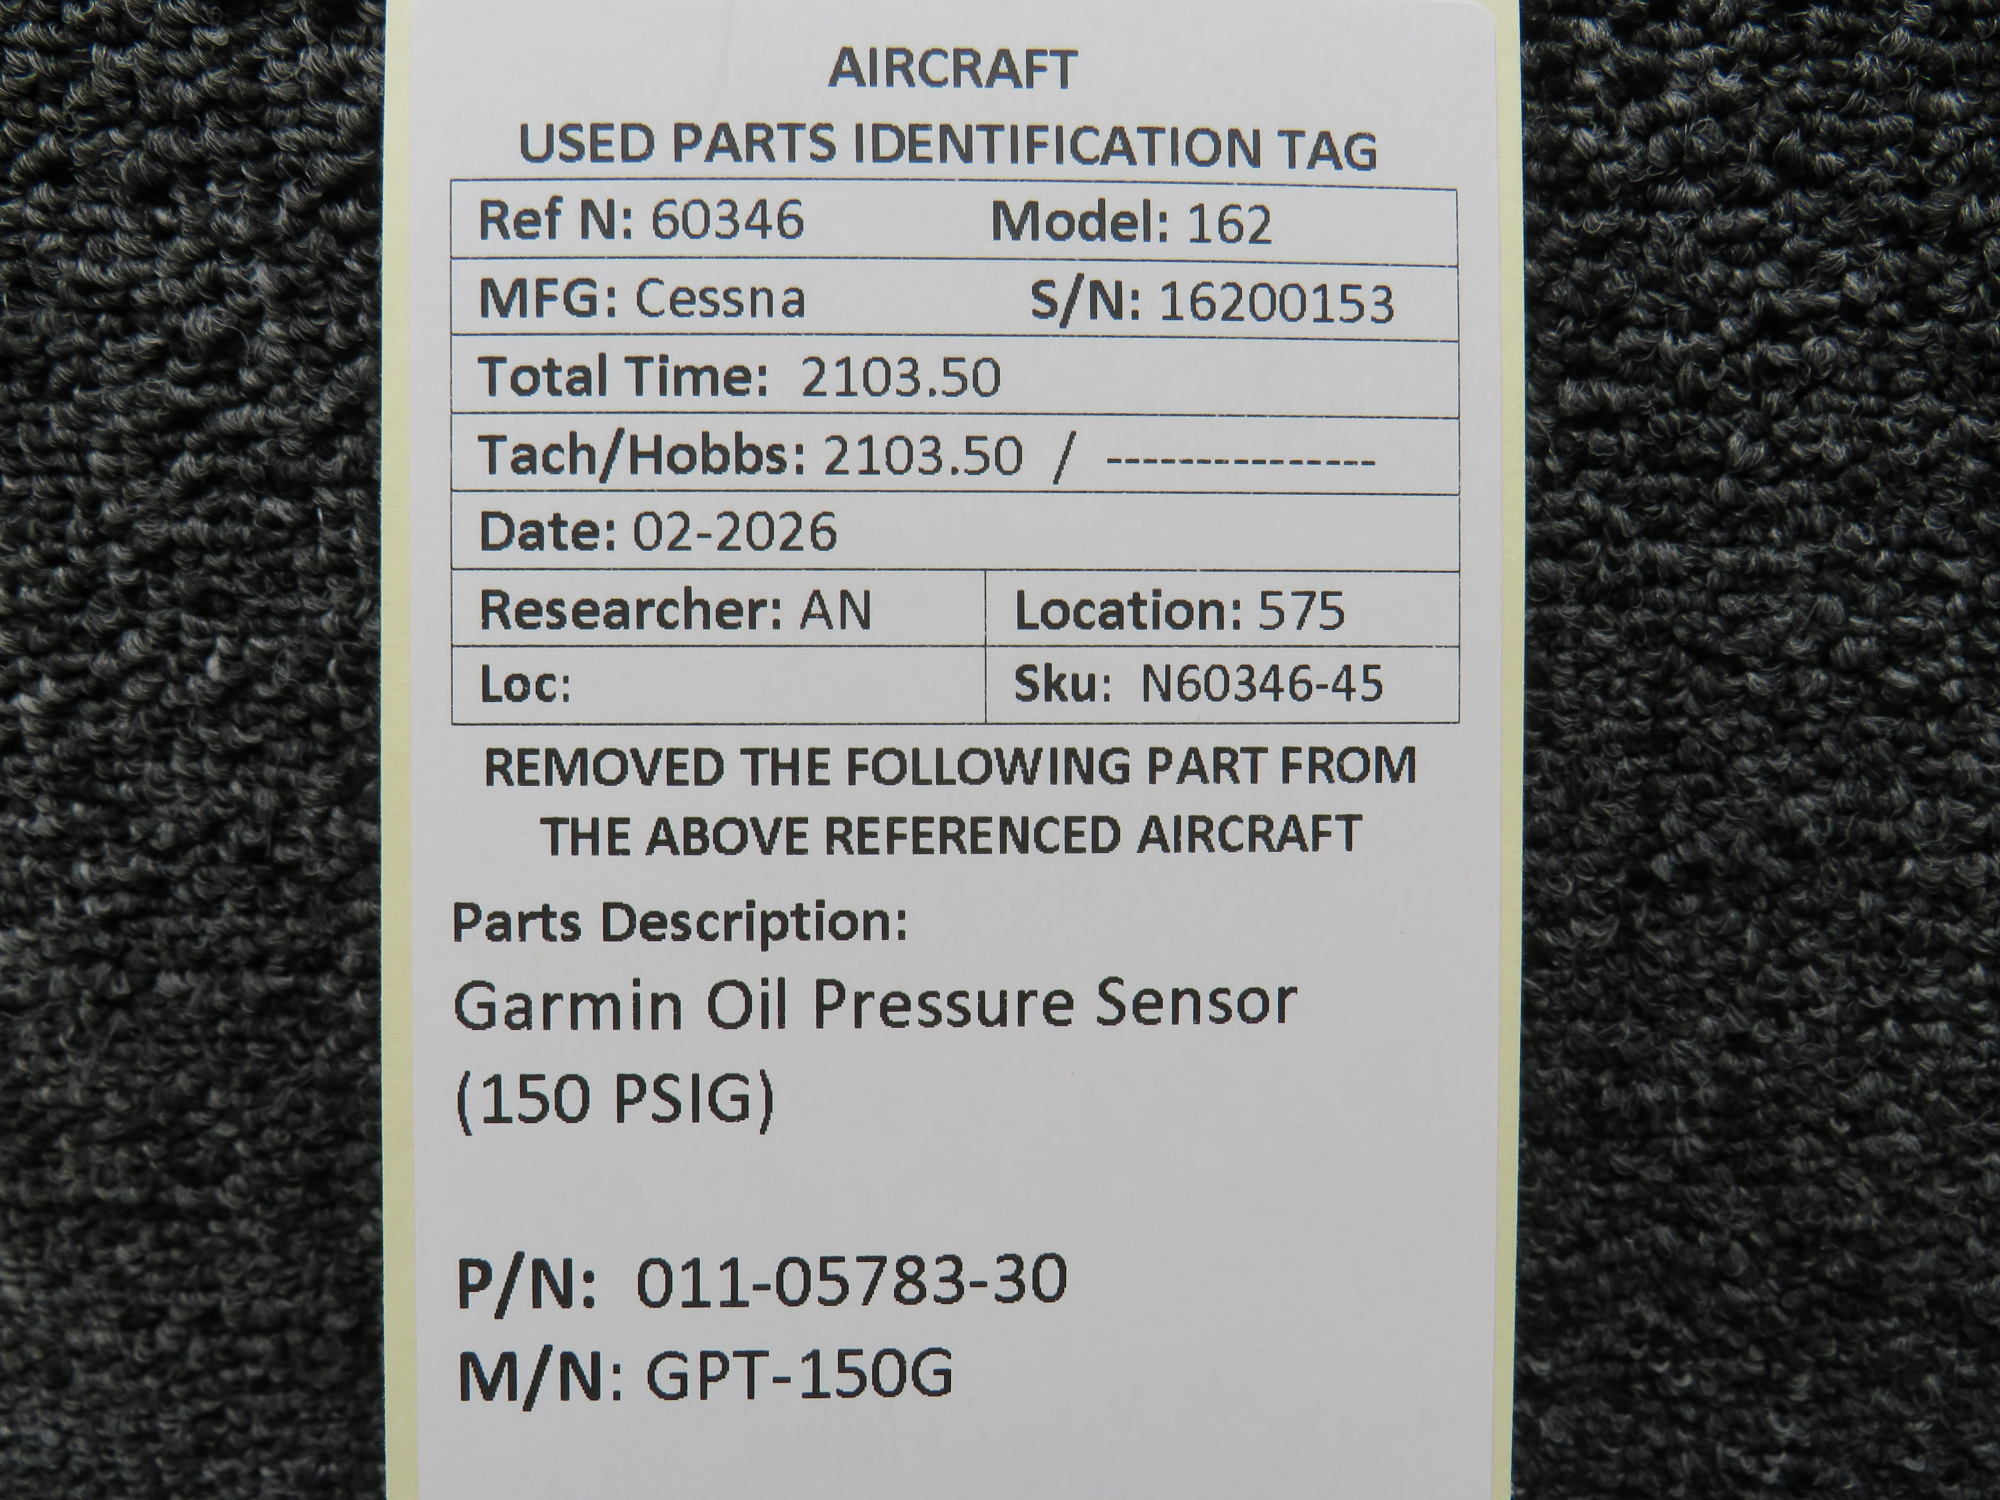 AIRCRAFT
USED PARTS IDENTIFICATION TAG
Ref N: 60346 Model: 162
MFG: Cessna S/N: 16200153
Total Time: 2103.50
Tach/Hobbs: 2103.50 / ---------------
Date: 02-2026
Researcher: AN Location: 575
Loc: Sku: N60346-45
REMOVED THE FOLLOWING PART FROM
THE ABOVE REFERENCED AIRCRAFT
Parts Description:
Garmin Oil Pressure Sensor
(150 PSIG)
P/N: 011-05783-30
M/N: GPT-150G